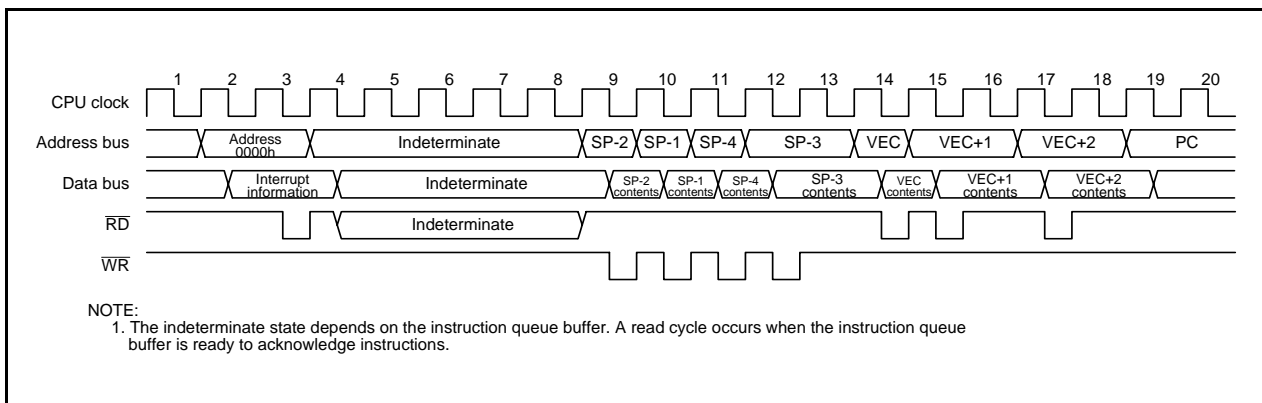 1 2 3 4 5 6 7 8 9 10 11 12 13 14 15 16 17 18 19 20
CPU clock
Address bus
Address 0000h
Indeterminate
SP-2
SP-1
SP-4
SP-3
VEC
VEC+1
VEC+2
PC
Data bus
Interrupt information
Indeterminate
SP-2 contents
SP-1 contents
SP-4 contents
SP-3 contents
VEC contents
VEC+1 contents
VEC+2 contents
RD
Indeterminate
WR
NOTE:
1. The indeterminate state depends on the instruction queue buffer. A read cycle occurs when the instruction queue
buffer is ready to acknowledge instructions.